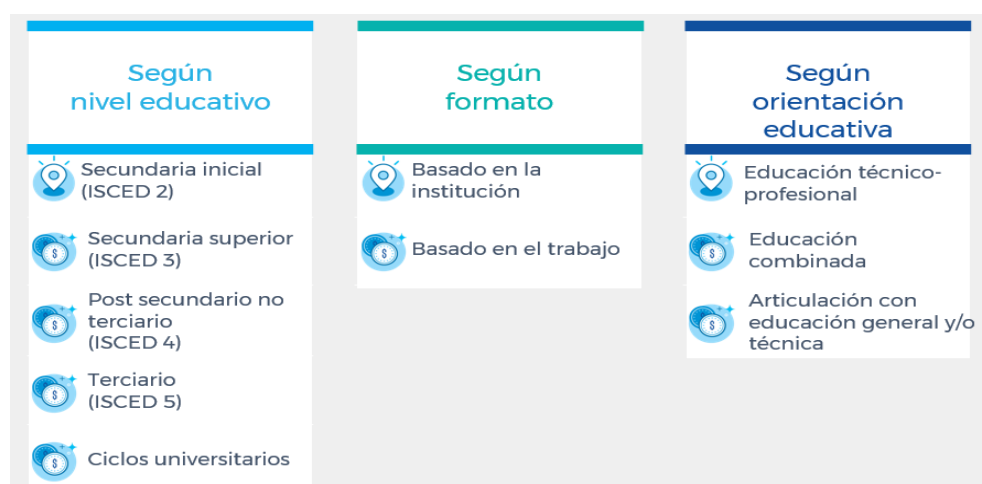 Según
nivel educativo
Secundaria inicial
(ISCED 2)
Secundaria superior
(ISCED 3)
Post secundario no
terciario
(ISCED 4)
Terciario
(ISCED 5)
Ciclos universitarios
Según
formato
Basado en la
institución
Basado en el trabajo
Según
orientación
educativa
Educación técnico-
profesional
Educación
combinada
Articulación con
educación general y/o
técnica